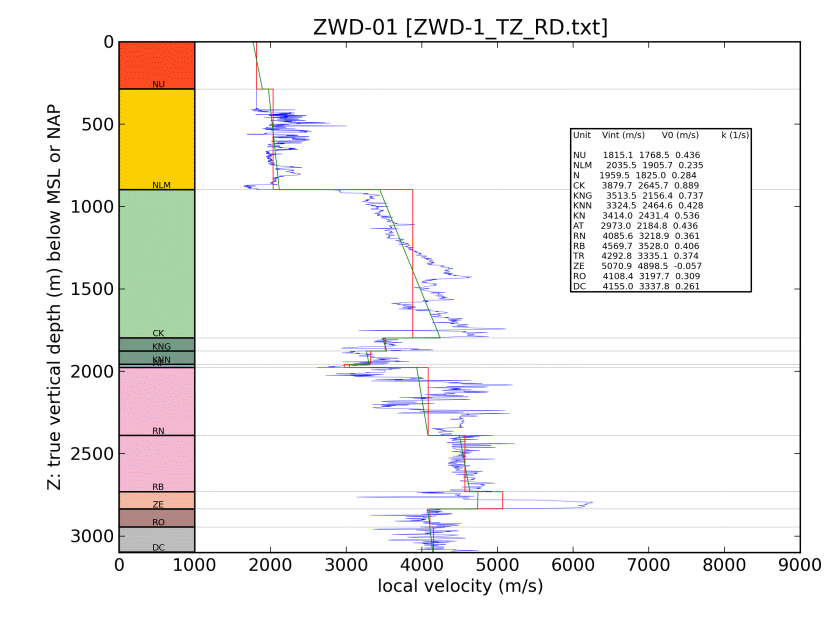 ZWD-01 [ZWD-1_TZ_RD.txt]
Z: true vertical depth (m) below MSL or NAP
0
500
1000
1500
2000
2500
3000
NU
NLM
CK
KNG
KNN
RN
RB
ZE
RO
DC
Unit Vint (m/s) V0 (m/s) k (1/s)
NU 1815.1 1768.5 0.436
NLM 2035.5 1905.7 0.235
N 1959.5 1825.0 0.284
CK 3879.7 2645.7 0.889
KNG 3513.5 2156.4 0.737
KNN 3324.5 2464.6 0.428
KN 3414.0 2431.4 0.536
AT 2973.0 2184.8 0.436
RN 4085.6 3218.9 0.361
RB 4569.7 3528.0 0.406
TR 4292.8 3335.1 0.374
ZE 5070.9 4898.5 -0.057
RO 4108.4 3197.7 0.309
DC 4155.0 3337.8 0.261
0 1000 2000 3000 4000 5000 6000 7000 8000 9000
local velocity (m/s)